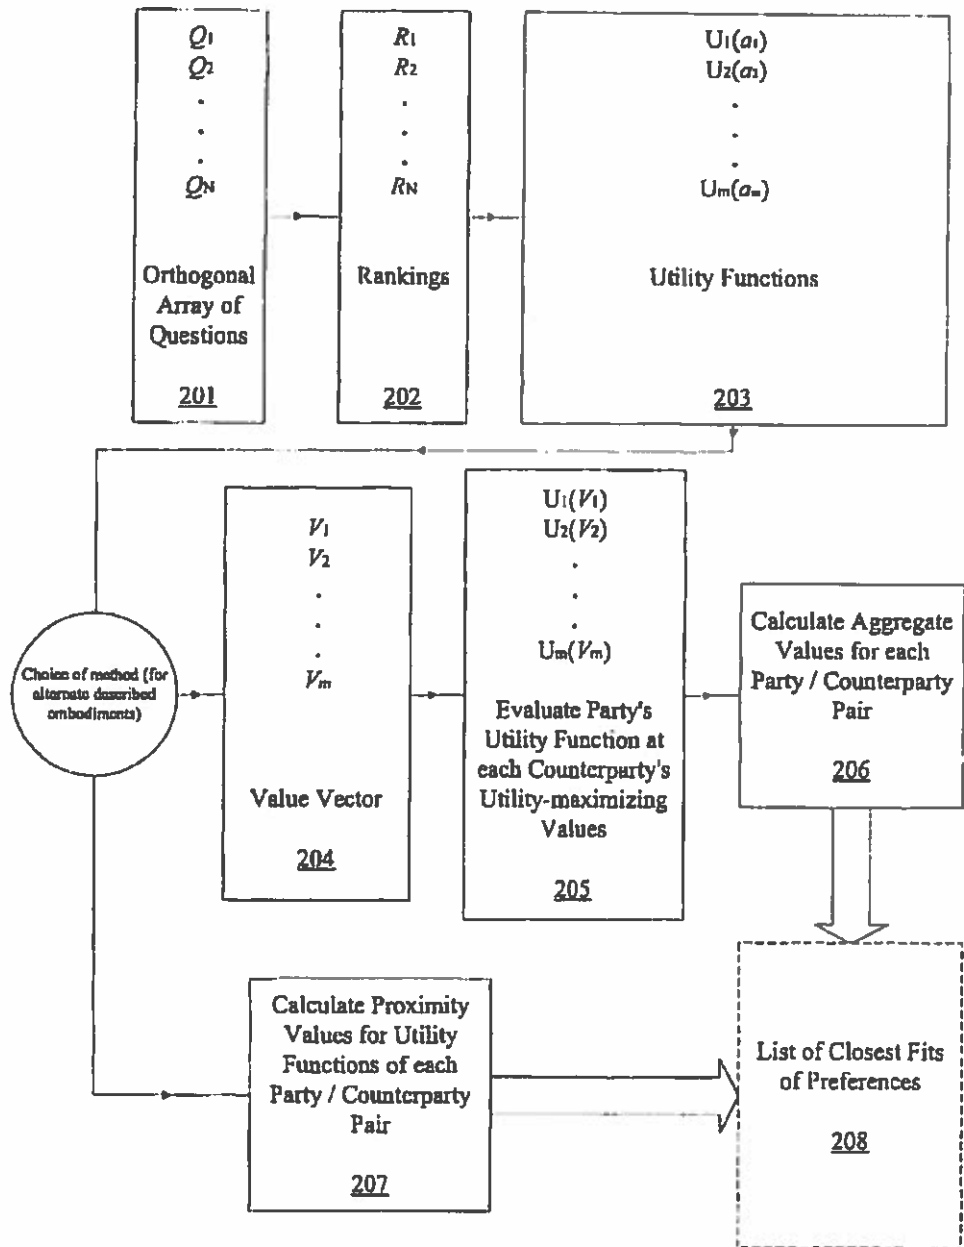 Q1
Q2
.
.
.
QN
Orthogonal
Array of
Questions
201
R1
R2
.
.
.
RN
Rankings
202
U1(a1)
U2(a2)
.
.
.
Um(am)
Utility Functions
203
Choice of method (for
alternate described
embodiments)
V1
V2
.
.
.
Vm
Value Vector
204
U1(V1)
U2(V2)
.
.
.
Um(Vm)
Evaluate Party's
Utility Function at
each Counterparty's
Utility-maximizing
Values
205
Calculate Aggregate
Values for each
Party / Counterparty
Pair
206
Calculate Proximity
Values for Utility
Functions of each
Party / Counterparty
Pair
207
List of Closest Fits
of Preferences
208